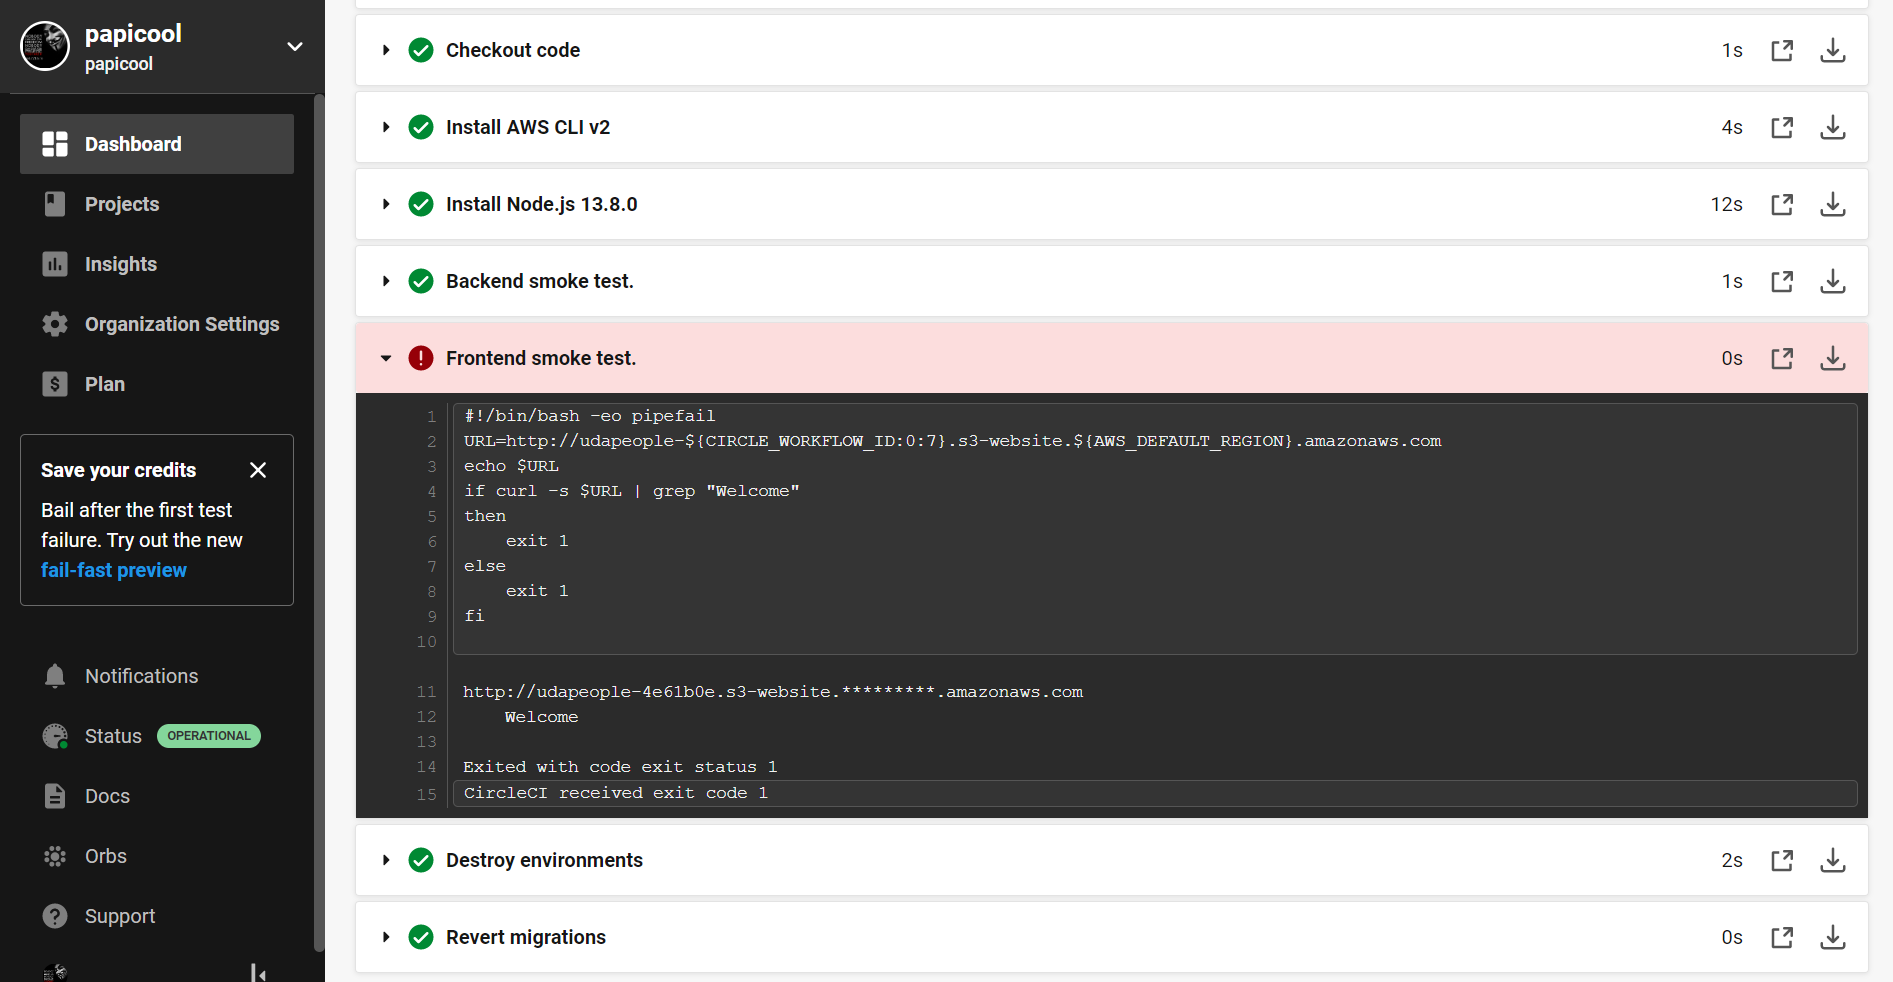 papicool
papicool
Dashboard
Projects
Insights
Organization Settings
Plan
Save your credits
Bail after the first test
failure. Try out the new
fail-fast preview
Notifications
Status OPERATIONAL
Docs
Orbs
Support
Checkout code 1s
Install AWS CLI v2 4s
Install Node.js 13.8.0 12s
Backend smoke test. 1s
Frontend smoke test. 0s
1 #!/bin/bash -eo pipefail
2 URL=http://udapeople-${CIRCLE_WORKFLOW_ID:0:7}.s3-website.${AWS_DEFAULT_REGION}.amazonaws.com
3 echo $URL
4 if curl -s $URL | grep "Welcome"
5 then
6 exit 1
7 else
8 exit 1
9 fi
10
11 http://udapeople-4e61b0e.s3-website.*********.amazonaws.com
12 Welcome
13
14 Exited with code exit status 1
15 CircleCI received exit code 1
Destroy environments 2s
Revert migrations 0s